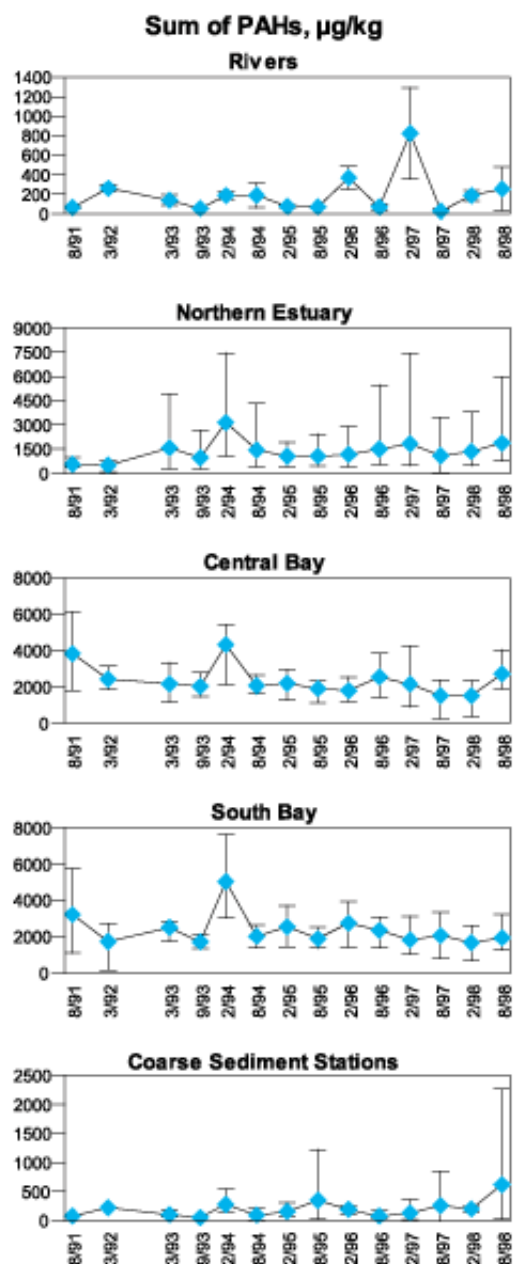 Sum of PAHs, µg/kg
Rivers
1400
1200
1000
800
600
400
200
0
8/91 3/92 3/93 9/93 2/94 8/94 2/95 8/95 2/96 8/96 2/97 8/97 2/98 8/98
Northern Estuary
9000
7500
6000
4500
3000
1500
0
8/91 3/92 3/93 9/93 2/94 8/94 2/95 8/95 2/96 8/96 2/97 8/97 2/98 8/98
Central Bay
8000
6000
4000
2000
0
8/91 3/92 3/93 9/93 2/94 8/94 2/95 8/95 2/96 8/96 2/97 8/97 2/98 8/98
South Bay
8000
6000
4000
2000
0
8/91 3/92 3/93 9/93 2/94 8/94 2/95 8/95 2/96 8/96 2/97 8/97 2/98 8/98
Coarse Sediment Stations
2500
2000
1500
1000
500
0
8/91 3/92 3/93 9/93 2/94 8/94 2/95 8/95 2/96 8/96 2/97 8/97 2/98 8/98